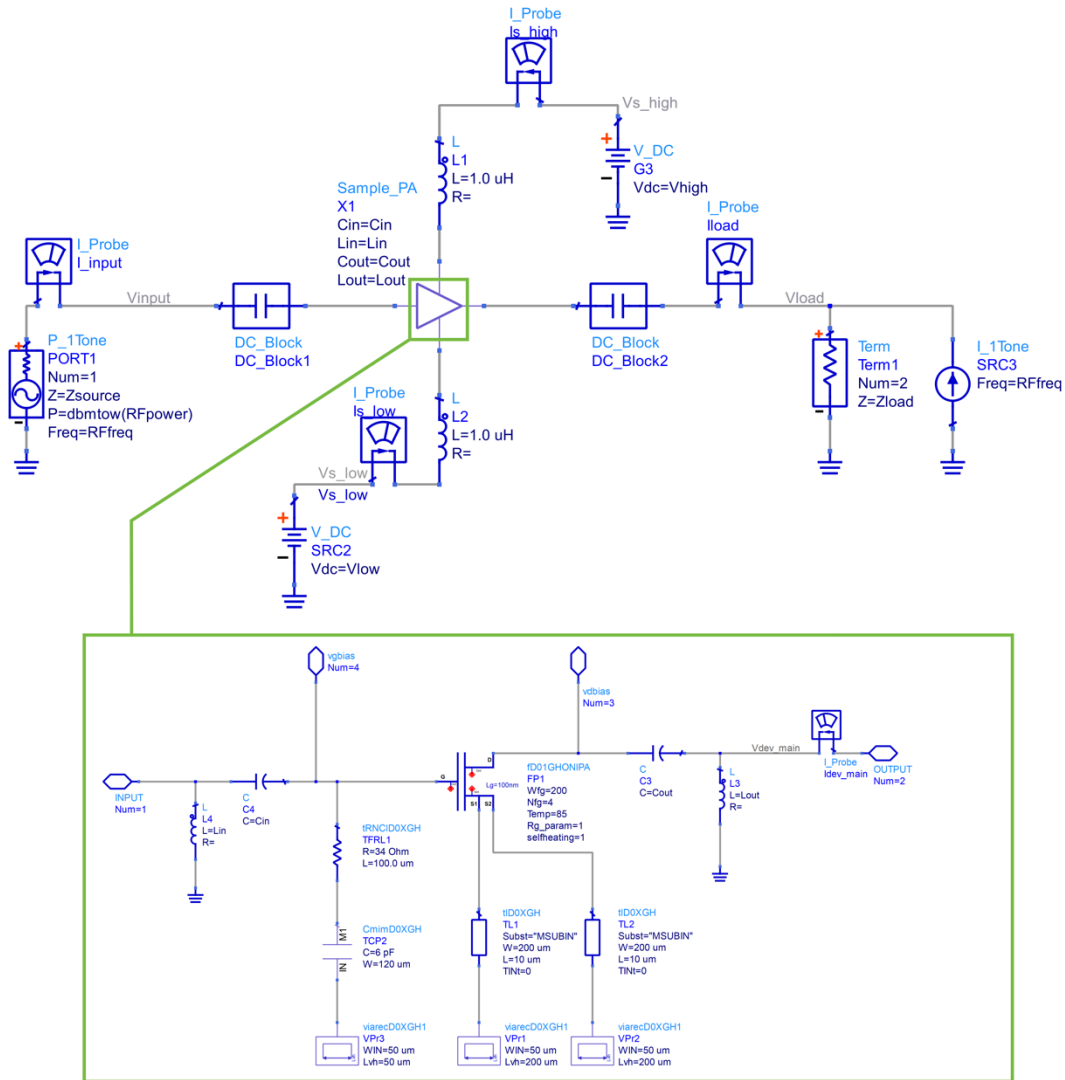 I_Probe
Is_high
Vs_high
+
V_DC
G3
Vdc=Vhigh
L
L1
L=1.0 uH
R=
Sample_PA
X1
Cin=Cin
Lin=Lin
Cout=Cout
Lout=Lout
I_Probe
I_input
Vinput
DC_Block
DC_Block1
DC_Block
DC_Block2
I_Probe
Iload
Vload
+
P_1Tone
PORT1
Num=1
Z=Zsource
P=dbmtow(RFpower)
Freq=RFfreq
+
Term
Term1
Num=2
Z=Zload
I_1Tone
SRC3
Freq=RFfreq
I_Probe
Is_low
L
L2
L=1.0 uH
R=
Vs_low
Vs_low
+
V_DC
SRC2
Vdc=Vlow
vgbias
Num=4
vdbias
Num=3
INPUT
Num=1
L
L4
L=Lin
R=
C
C4
C=Cin
tRNCID0XGH
TFRL1
R=34 Ohm
L=100.0 um
CmimD0XGH
TCP2
C=6 pF
W=120 um
M1
IN
viarecD0XGH1
VPr3
WIN=50 um
Lvh=50 um
G
D
Lg=100nm
S1
S2
fD01GHONIPA
FP1
Wfg=200
Nfg=4
Temp=85
Rg_param=1
selfheating=1
tlD0XGH
TL1
Subst="MSUBIN"
W=200 um
L=10 um
TINt=0
tlD0XGH
TL2
Subst="MSUBIN"
W=200 um
L=10 um
TINt=0
viarecD0XGH1
VPr1
WIN=50 um
Lvh=200 um
viarecD0XGH1
VPr2
WIN=50 um
Lvh=200 um
C
C3
C=Cout
L
L3
L=Lout
R=
Vdev_main
I_Probe
Idev_main
OUTPUT
Num=2